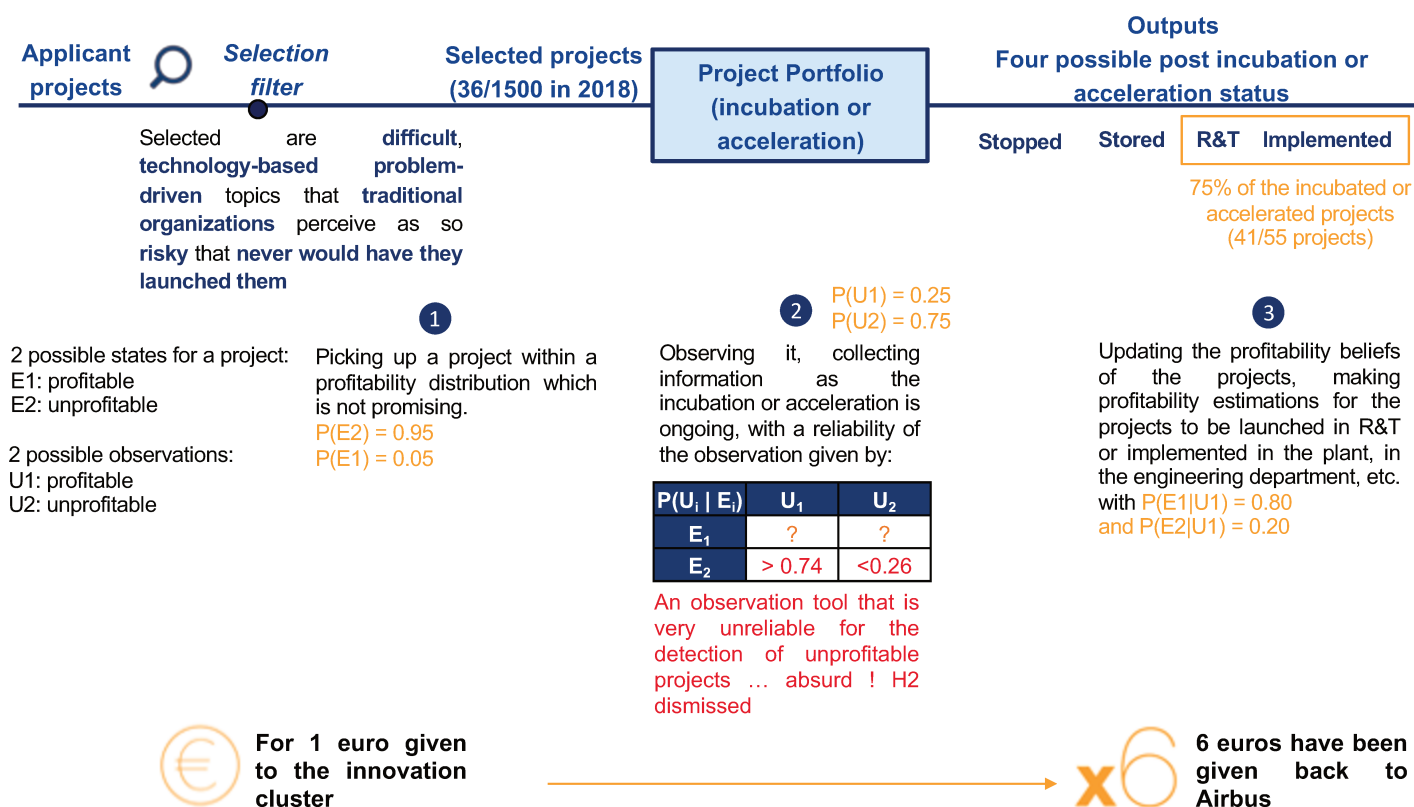 Applicant
projects
Selection
filter
Selected projects
(36/1500 in 2018)
Project Portfolio
(incubation or
acceleration)
Outputs
Four possible post incubation or
acceleration status
Stopped
Stored
R&T
Implemented
75% of the incubated or
accelerated projects
(41/55 projects)
Selected are difficult,
technology-based problem-
driven topics that traditional
organizations perceive as so
risky that never would have they
launched them
2 possible states for a project:
E1: profitable
E2: unprofitable
2 possible observations:
U1: profitable
U2: unprofitable
1
Picking up a project within a
profitability distribution which
is not promising.
P(E2) = 0.95
P(E1) = 0.05
2
P(U1) = 0.25
P(U2) = 0.75
Observing it, collecting
information as the
incubation or acceleration is
ongoing, with a reliability of
the observation given by:
P(Ui | Ei) U1 U2
E1 ? ?
E2 > 0.74 <0.26
An observation tool that is
very unreliable for the
detection of unprofitable
projects … absurd ! H2
dismissed
3
Updating the profitability beliefs
of the projects, making
profitability estimations for the
projects to be launched in R&T
or implemented in the plant, in
the engineering department, etc.
with P(E1|U1) = 0.80
and P(E2|U1) = 0.20
€
For 1 euro given
to the innovation
cluster
x6
6 euros have been
given back to
Airbus